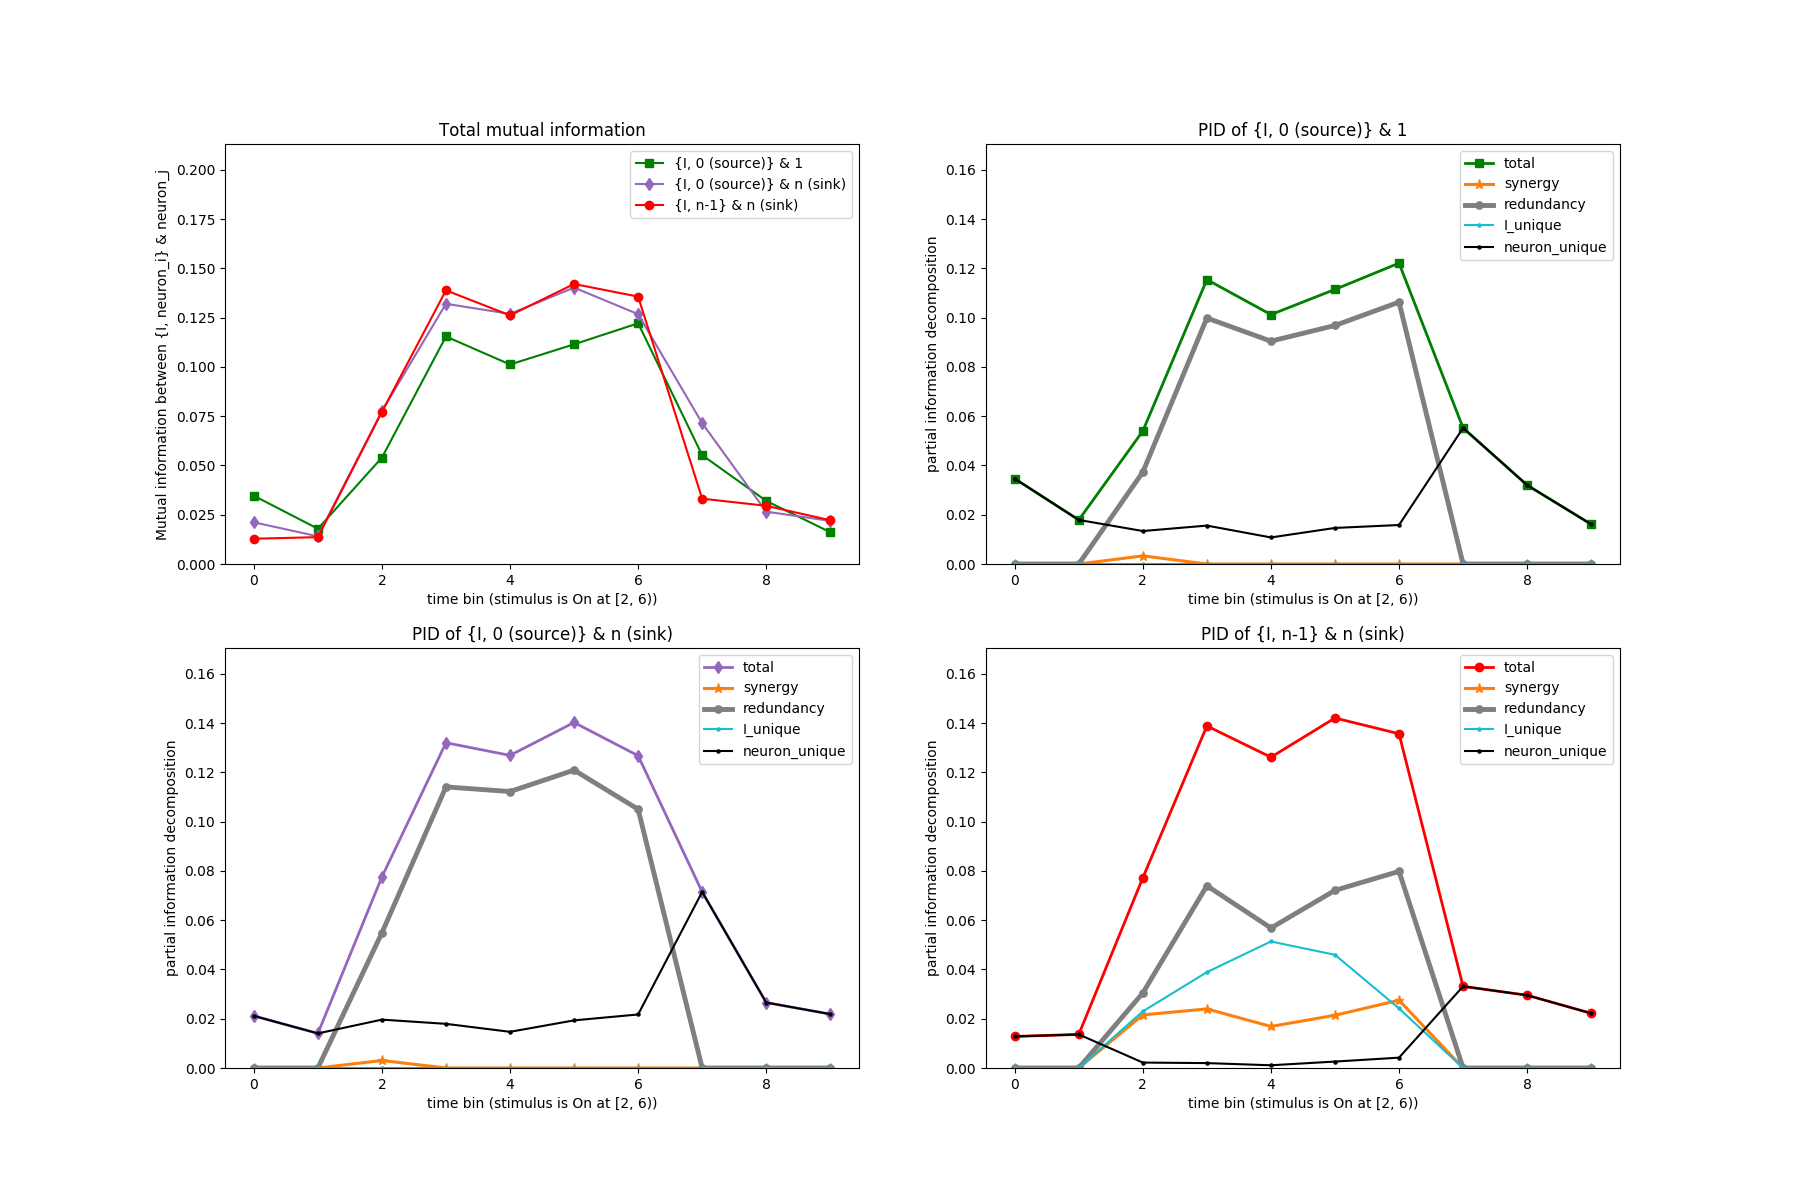 Total mutual information
Mutual information between {I, neuron_i} & neuron_j
0.200
0.175
0.150
0.125
0.100
0.075
0.050
0.025
0.000
{I, 0 (source)} & 1
{I, 0 (source)} & n (sink)
{I, n-1} & n (sink)
0 2 4 6 8
time bin (stimulus is On at [2, 6))
PID of {I, 0 (source)} & 1
partial information decomposition
0.16
0.14
0.12
0.10
0.08
0.06
0.04
0.02
0.00
total
synergy
redundancy
I_unique
neuron_unique
0 2 4 6 8
time bin (stimulus is On at [2, 6))
PID of {I, 0 (source)} & n (sink)
partial information decomposition
0.16
0.14
0.12
0.10
0.08
0.06
0.04
0.02
0.00
total
synergy
redundancy
I_unique
neuron_unique
0 2 4 6 8
time bin (stimulus is On at [2, 6))
PID of {I, n-1} & n (sink)
partial information decomposition
0.16
0.14
0.12
0.10
0.08
0.06
0.04
0.02
0.00
total
synergy
redundancy
I_unique
neuron_unique
0 2 4 6 8
time bin (stimulus is On at [2, 6))